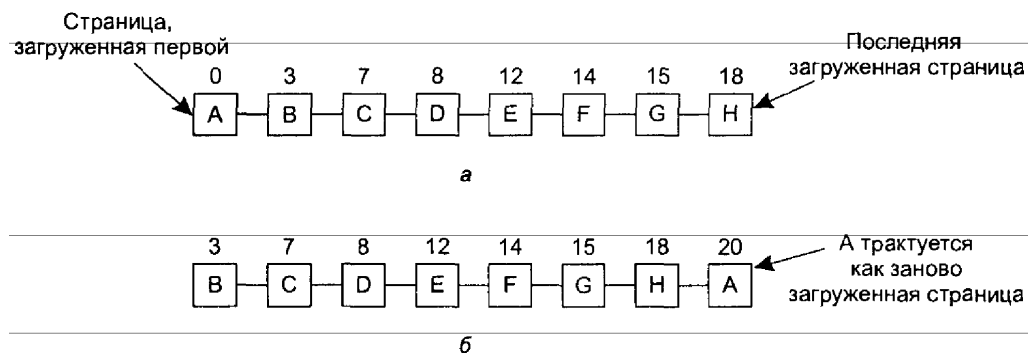 Страница,
загруженная первой
Последняя
загруженная страница
0 3 7 8 12 14 15 18
A B C D E F G H
а
3 7 8 12 14 15 18 20
B C D E F G H A
А трактуется
как заново
загруженная страница
б